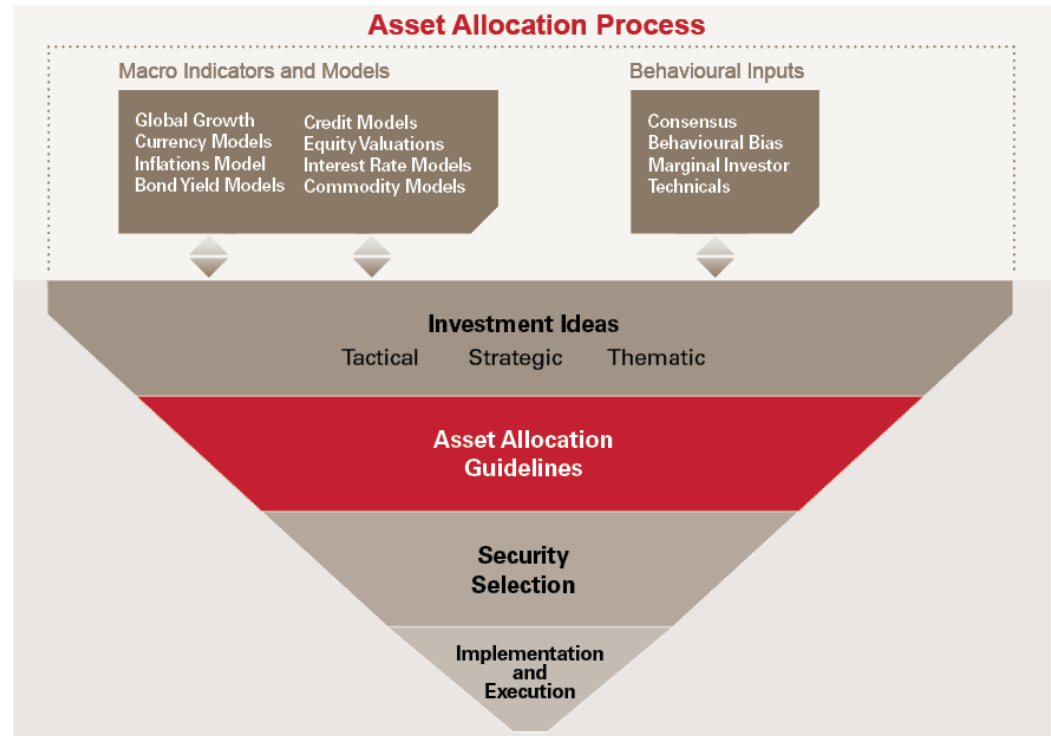 Asset Allocation Process
Macro Indicators and Models
Global Growth
Currency Models
Inflations Model
Bond Yield Models
Credit Models
Equity Valuations
Interest Rate Models
Commodity Models
Behavioural Inputs
Consensus
Behavioural Bias
Marginal Investor
Technicals
Investment Ideas
Tactical Strategic Thematic
Asset Allocation
Guidelines
Security
Selection
Implementation
and
Execution